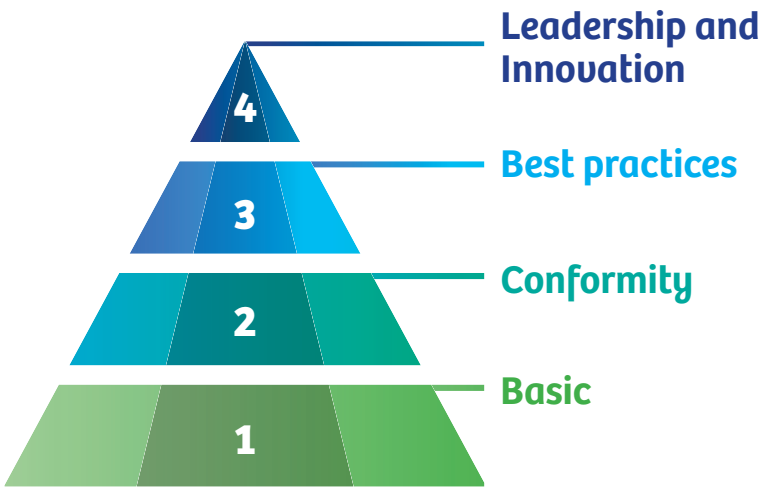 Leadership and
Innovation
4
Best practices
3
Conformity
2
Basic
1